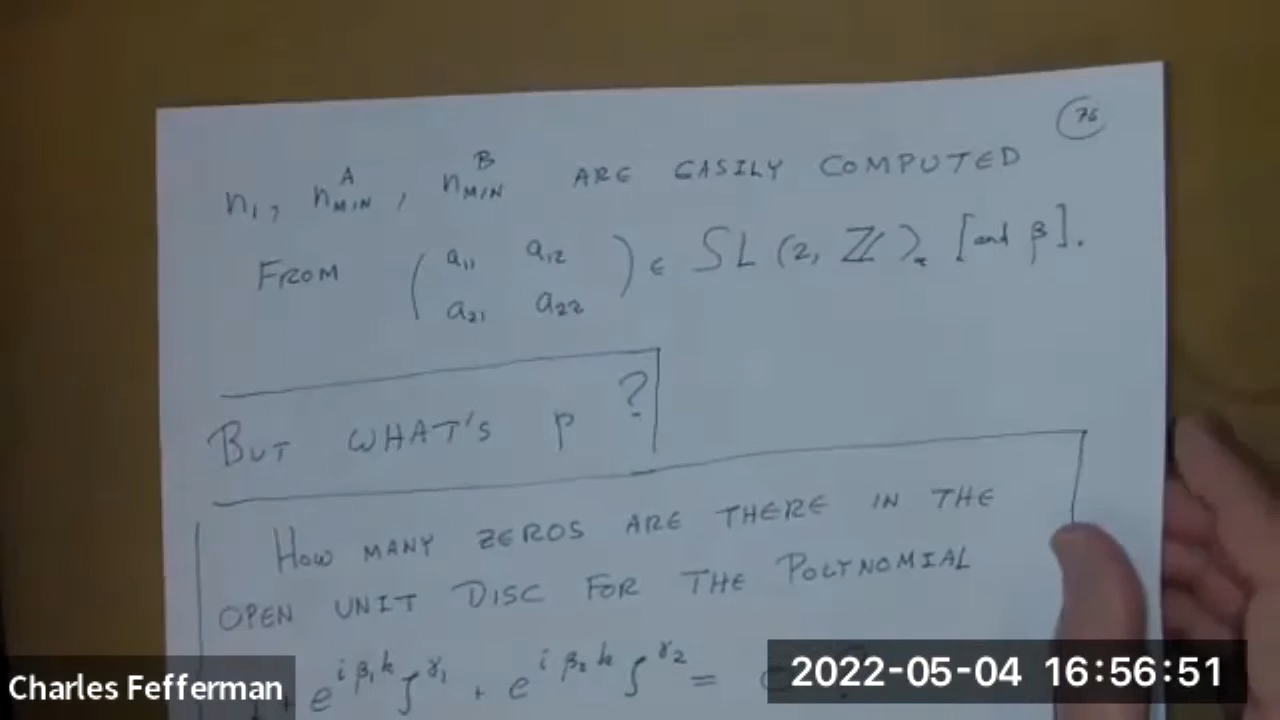 76
n₁, n_MIN^A, n_MIN^B ARE EASILY COMPUTED
FROM ( a₁₁ a₁₂
a₂₁ a₂₂ ) ∈ SL(2, ℤ), [and β].
BUT WHAT'S p ?
HOW MANY ZEROS ARE THERE IN THE
OPEN UNIT DISC FOR THE POLYNOMIAL
+ e^{iβ₁k} ζ^{γ₁} + e^{iβ₂k} ζ^{γ₂} =
Charles Fefferman
2022-05-04 16:56:51